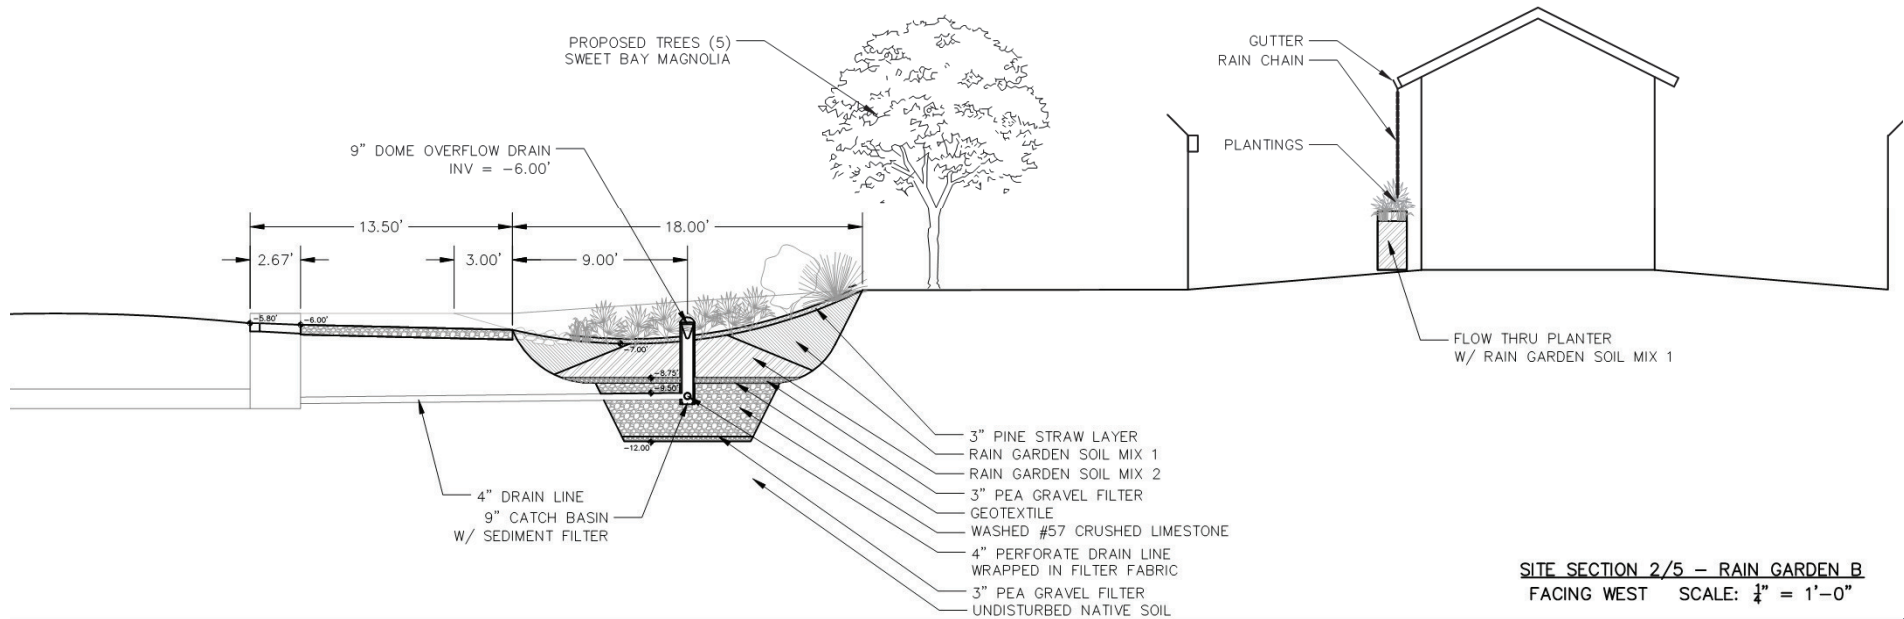 PROPOSED TREES (5)
SWEET BAY MAGNOLIA
GUTTER
RAIN CHAIN
PLANTINGS
9" DOME OVERFLOW DRAIN
INV = -6.00'
13.50'
18.00'
2.67'
3.00'
9.00'
-5.80'
-6.00'
-7.00'
-8.75'
-9.50'
-12.00'
FLOW THRU PLANTER
W/ RAIN GARDEN SOIL MIX 1
3" PINE STRAW LAYER
RAIN GARDEN SOIL MIX 1
RAIN GARDEN SOIL MIX 2
3" PEA GRAVEL FILTER
GEOTEXTILE
WASHED #57 CRUSHED LIMESTONE
4" PERFORATE DRAIN LINE
WRAPPED IN FILTER FABRIC
3" PEA GRAVEL FILTER
UNDISTURBED NATIVE SOIL
4" DRAIN LINE
9" CATCH BASIN
W/ SEDIMENT FILTER
SITE SECTION 2/5 – RAIN GARDEN B
FACING WEST SCALE: ¼" = 1'-0"